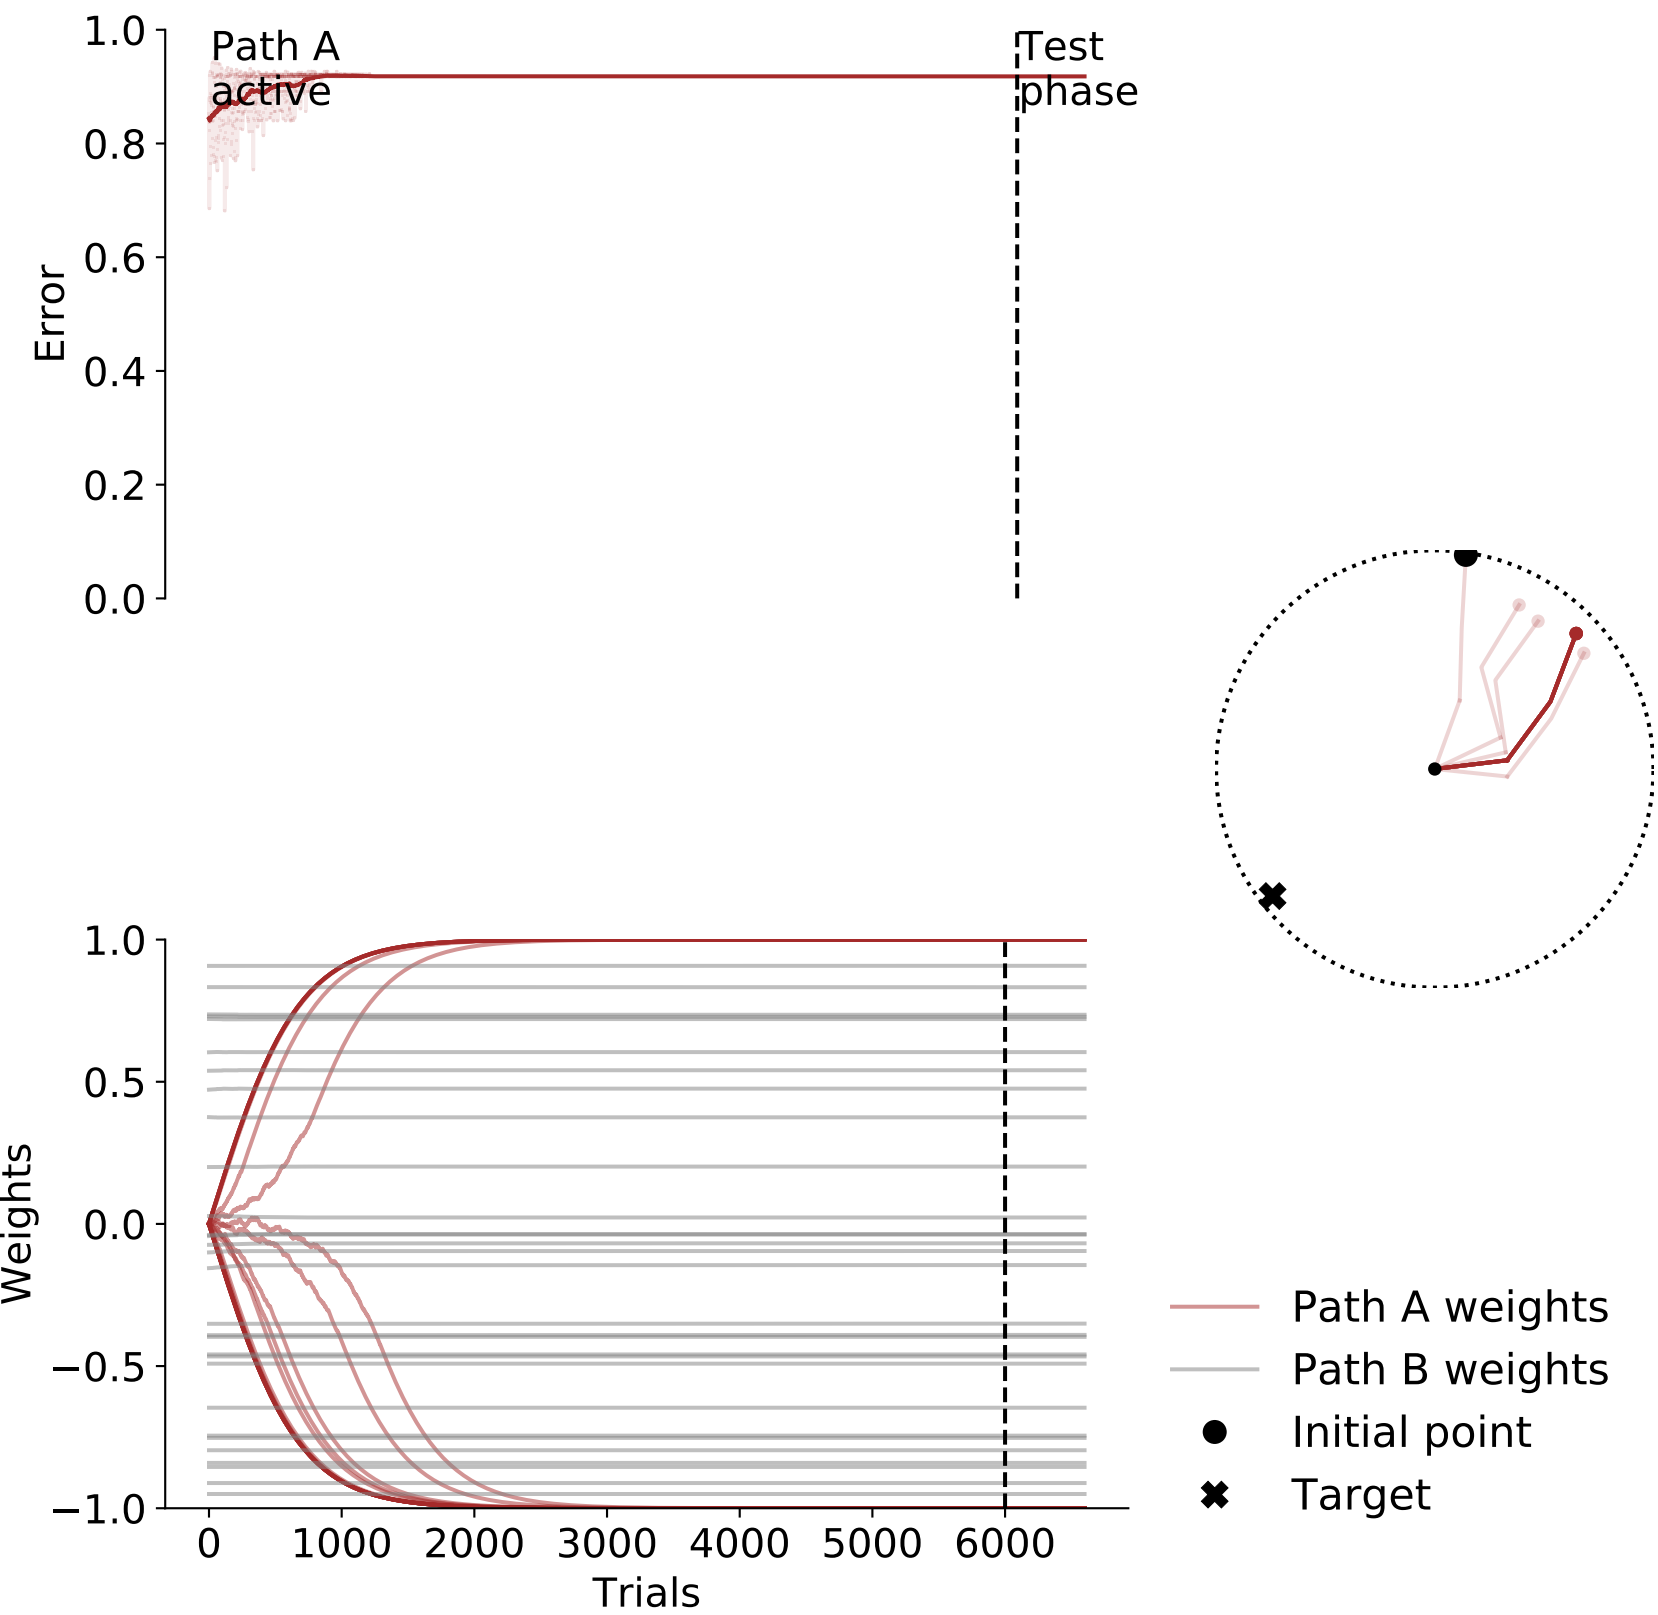 Path A
active
Test
phase
1.0
0.8
0.6
0.4
0.2
0.0
Error
1.0
0.5
0.0
−0.5
−1.0
Weights
0 1000 2000 3000 4000 5000 6000
Trials
Path A weights
Path B weights
Initial point
Target